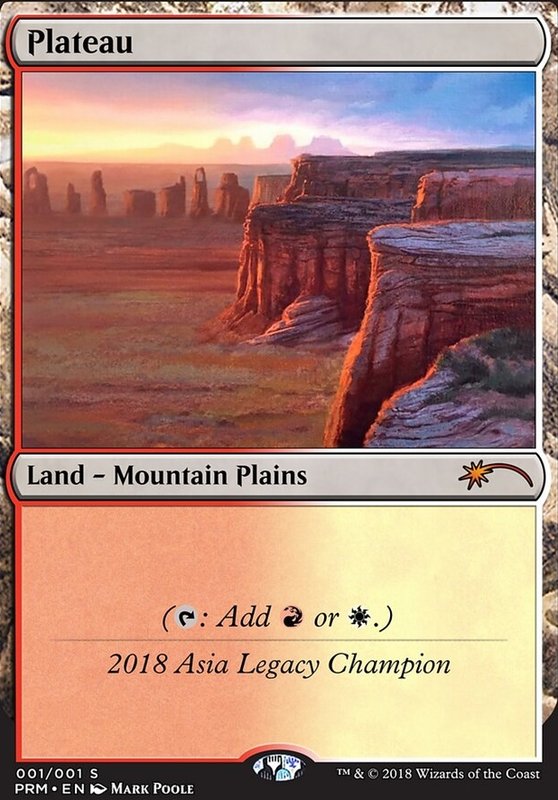 Plateau
Land – Mountain Plains
(: Add or .)
2018 Asia Legacy Champion
001/001 S
PRM • EN Mark Poole
™ & © 2018 Wizards of the Coast